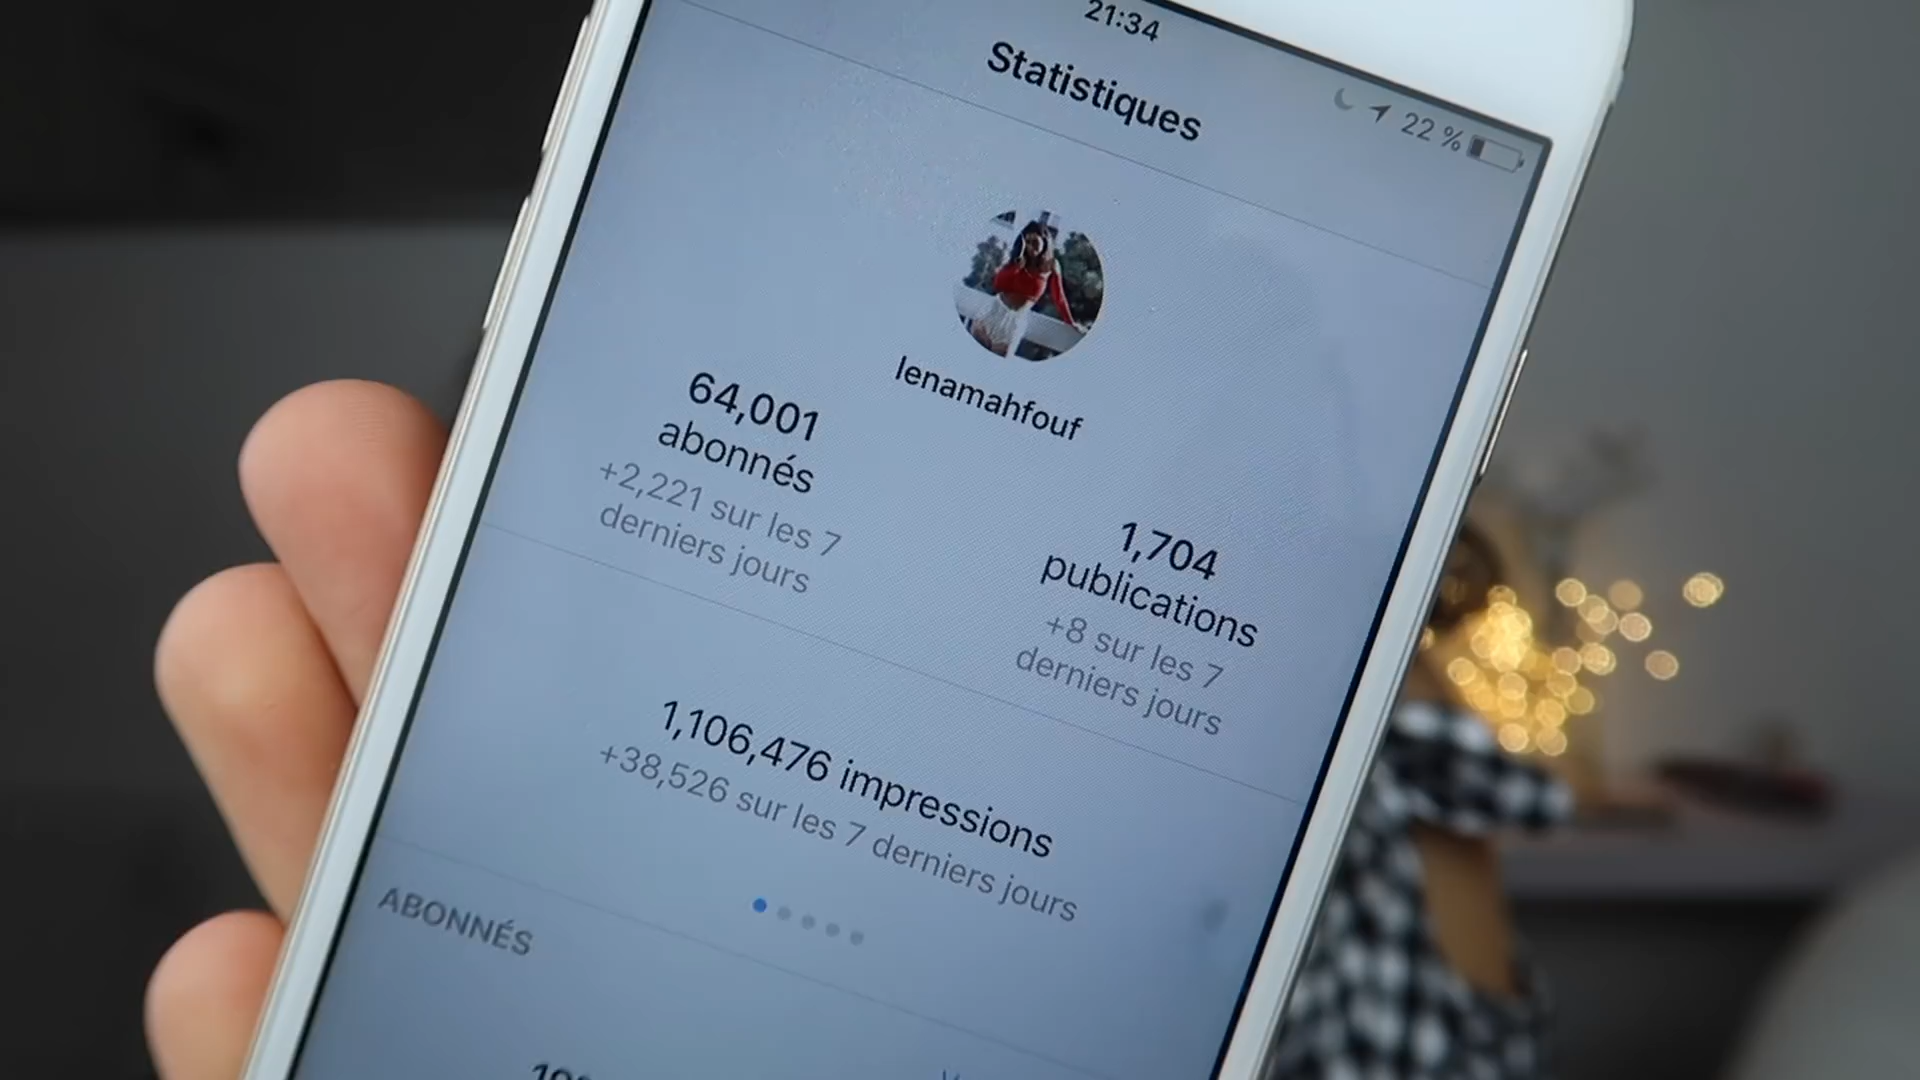 21:34
22 %
Statistiques
lenamahfouf
64,001
abonnés
+2,221 sur les 7
derniers jours
1,704
publications
+8 sur les 7
derniers jours
1,106,476 impressions
+38,526 sur les 7 derniers jours
ABONNÉS